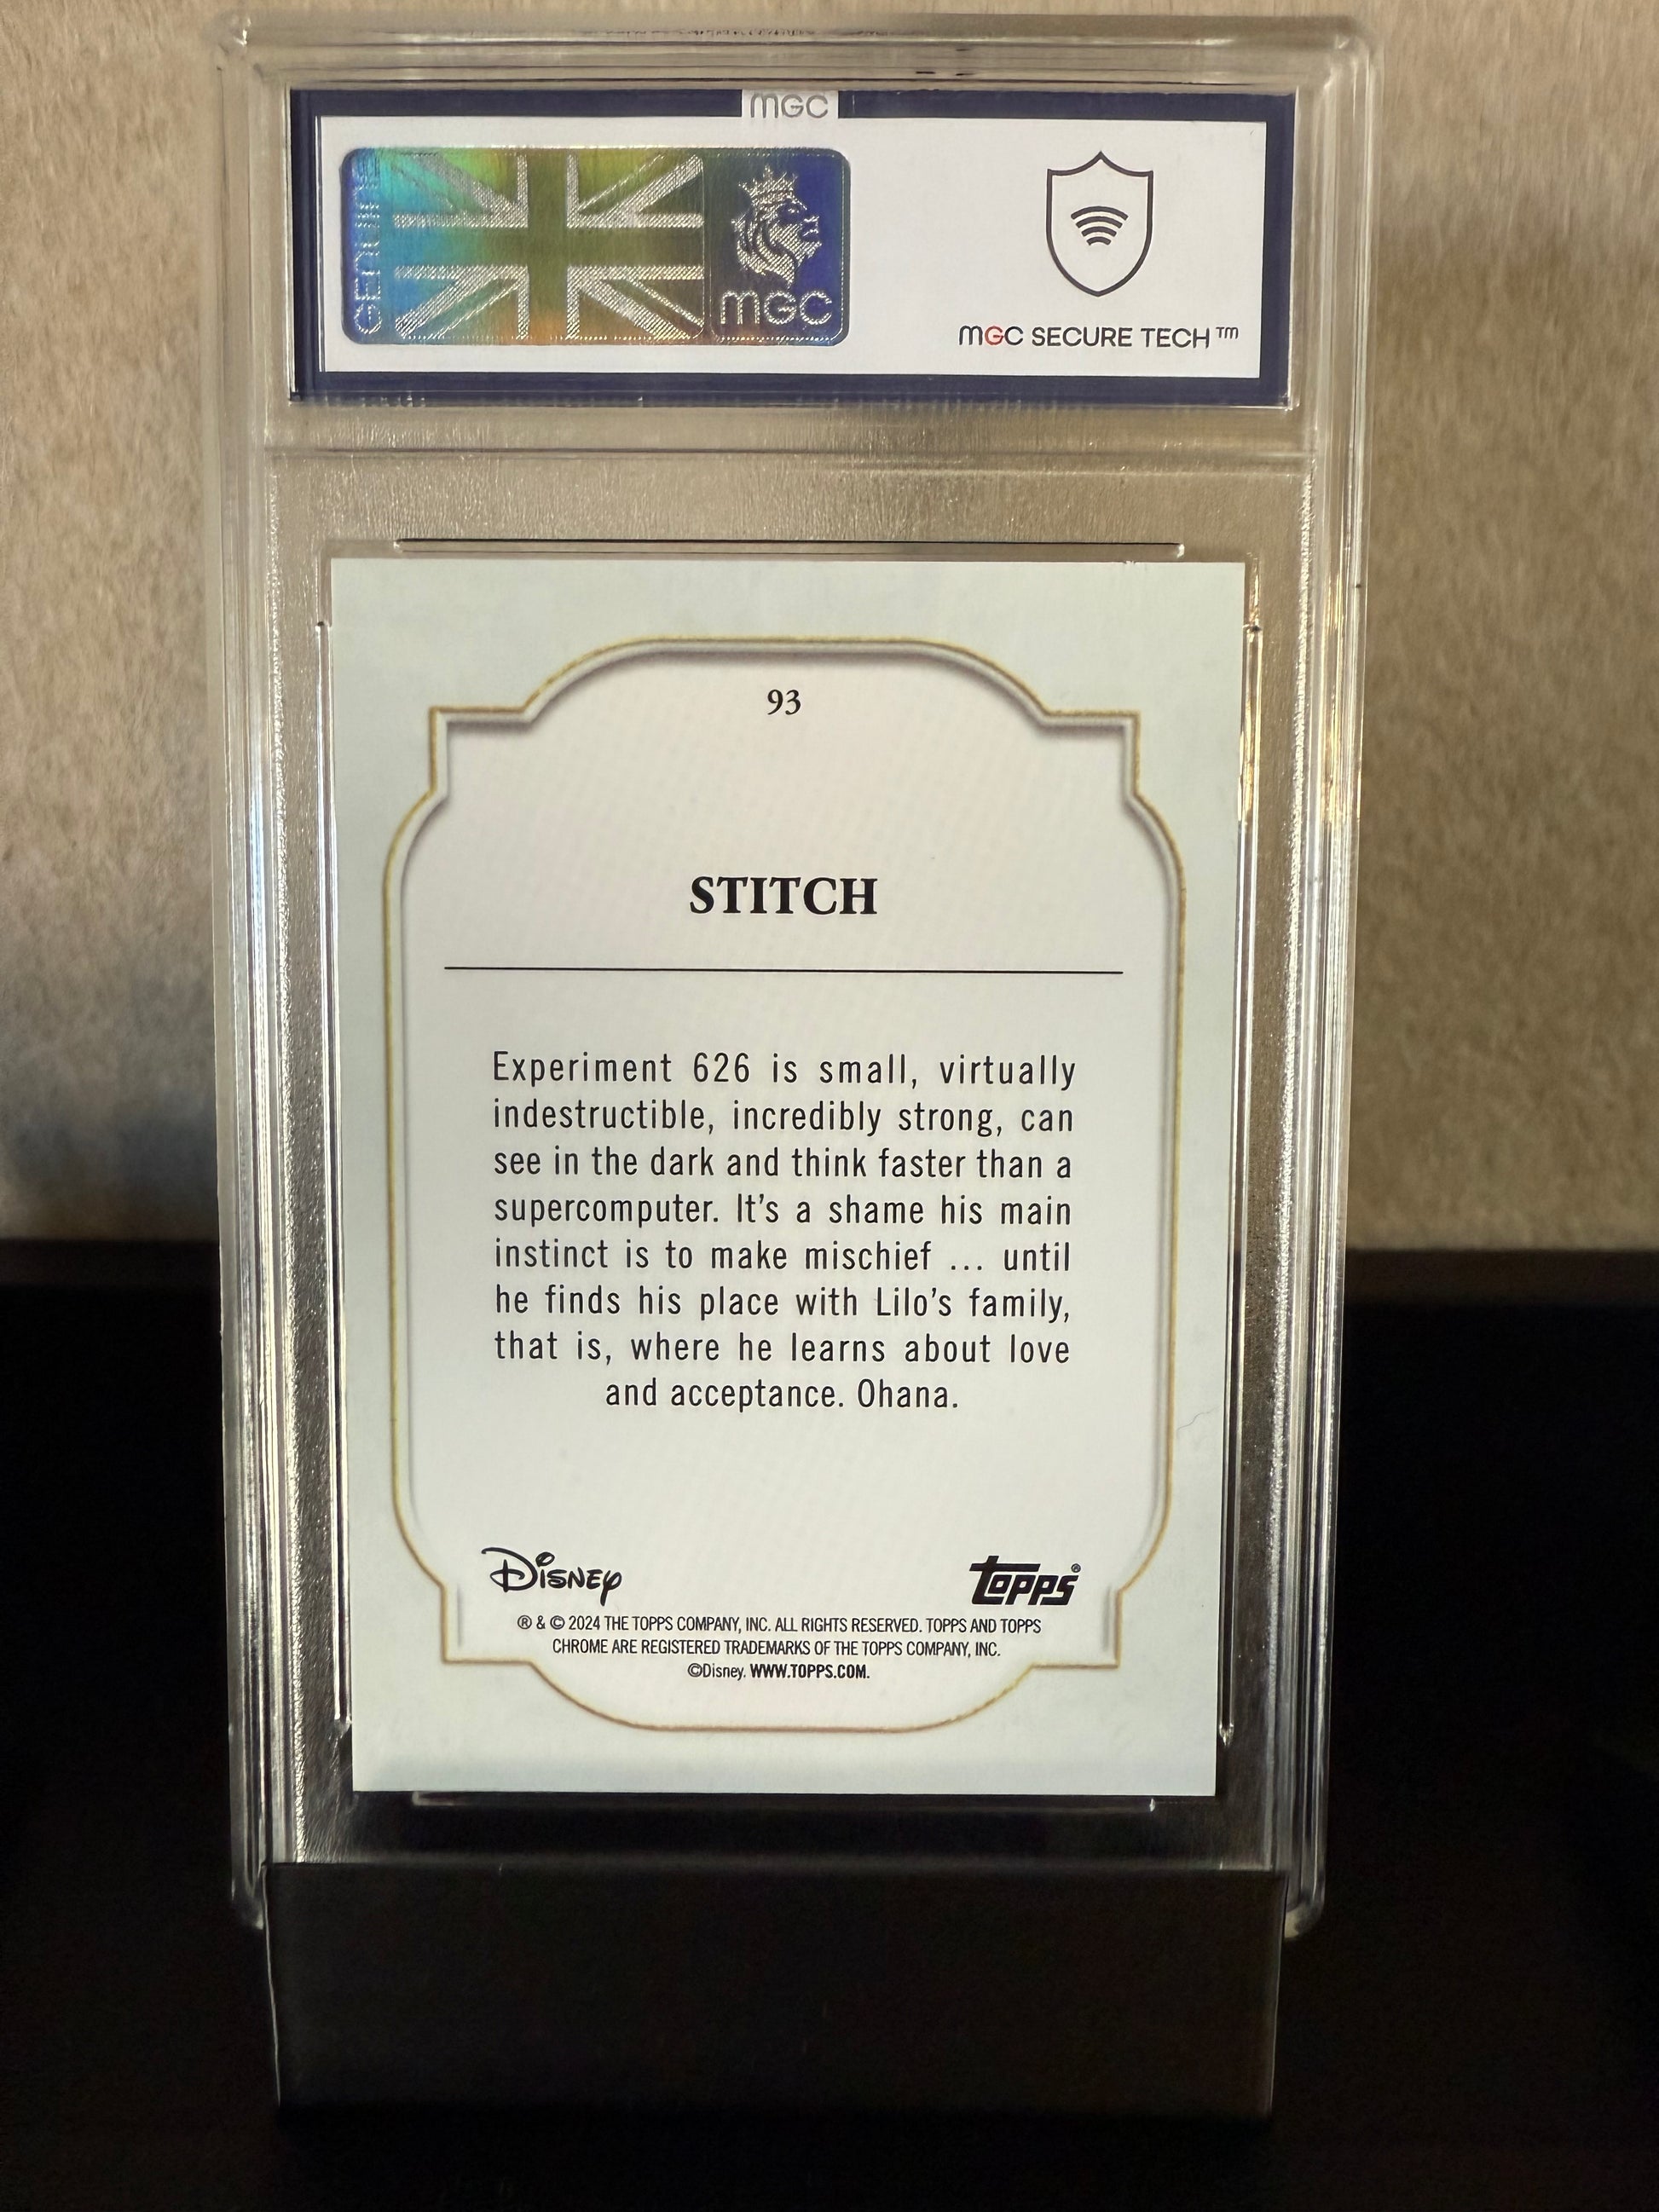 MGC
GENUINE
MGC
MGC SECURE TECH™
93
STITCH
Experiment 626 is small, virtually
indestructible, incredibly strong, can
see in the dark and think faster than a
supercomputer. It's a shame his main
instinct is to make mischief ... until
he finds his place with Lilo's family,
that is, where he learns about love
and acceptance. Ohana.
Disney
topps®
® & © 2024 THE TOPPS COMPANY, INC. ALL RIGHTS RESERVED. TOPPS AND TOPPS
CHROME ARE REGISTERED TRADEMARKS OF THE TOPPS COMPANY, INC.
©Disney. WWW.TOPPS.COM.